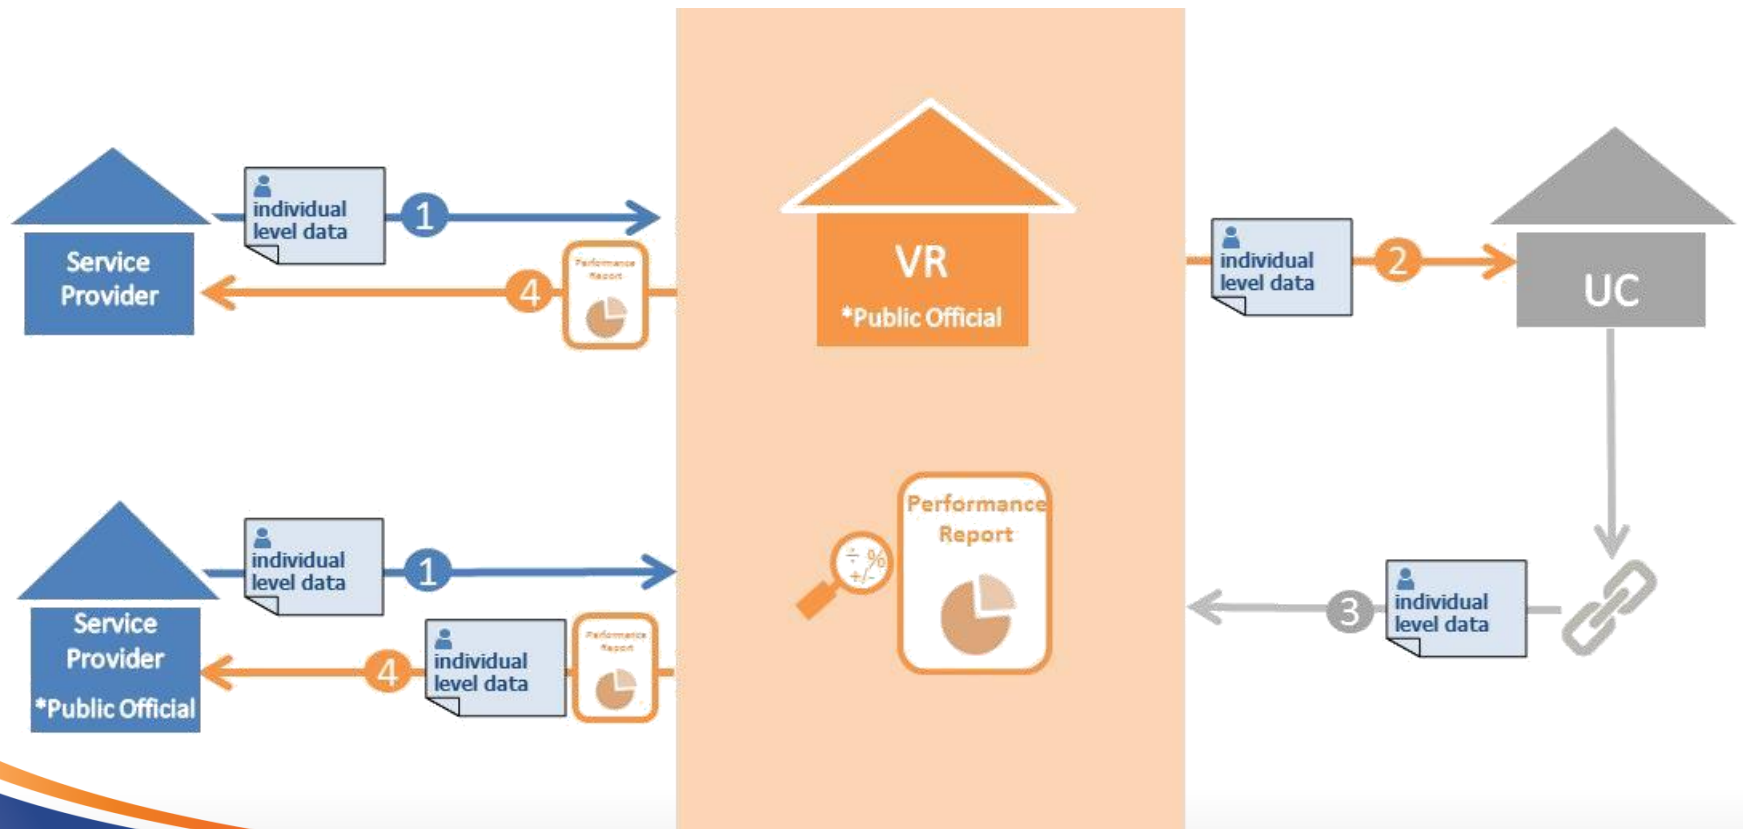 individual
level data
1
Service
Provider
Performance
Report
4
VR
*Public Official
individual
level data
2
UC
individual
level data
1
Service
Provider
*Public Official
individual
level data
4
Performance
Report
÷ %
+/-
Performance
Report
individual
level data
3